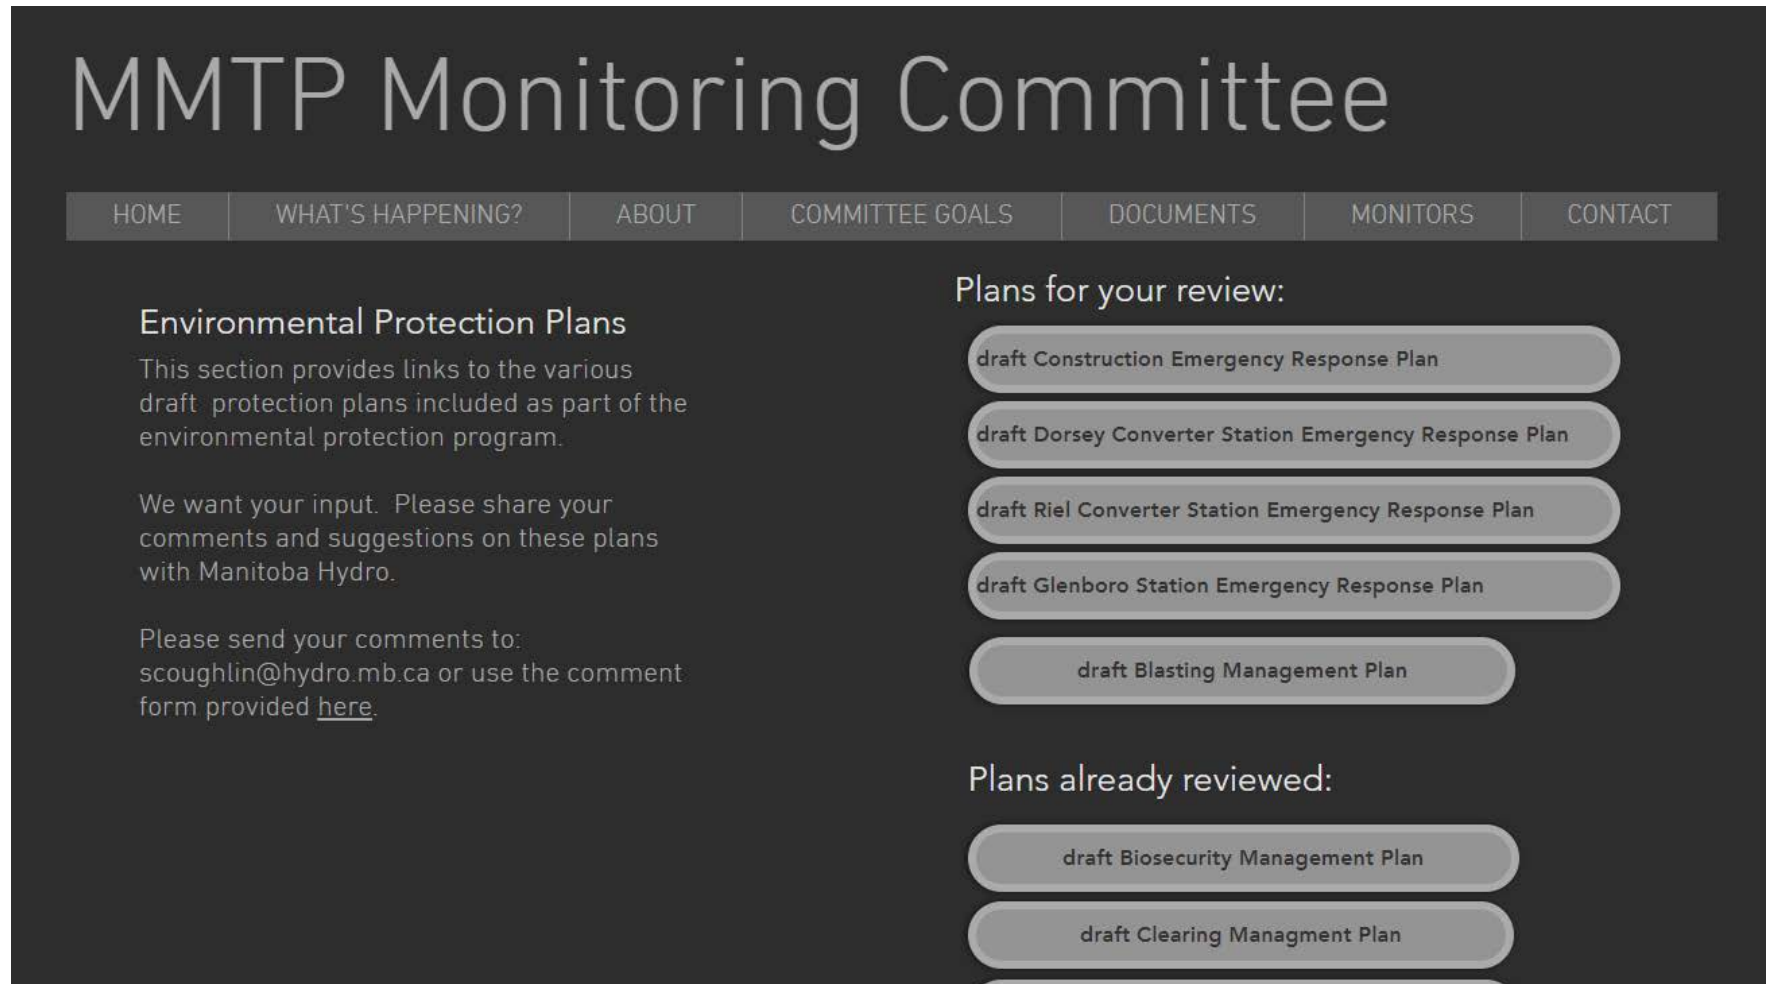 MMTP Monitoring Committee
HOME WHAT'S HAPPENING? ABOUT COMMITTEE GOALS DOCUMENTS MONITORS CONTACT
Environmental Protection Plans
This section provides links to the various
draft protection plans included as part of the
environmental protection program.
We want your input. Please share your
comments and suggestions on these plans
with Manitoba Hydro.
Please send your comments to:
scoughlin@hydro.mb.ca or use the comment
form provided here.
Plans for your review:
draft Construction Emergency Response Plan
draft Dorsey Converter Station Emergency Response Plan
draft Riel Converter Station Emergency Response Plan
draft Glenboro Station Emergency Response Plan
draft Blasting Management Plan
Plans already reviewed:
draft Biosecurity Management Plan
draft Clearing Managment Plan